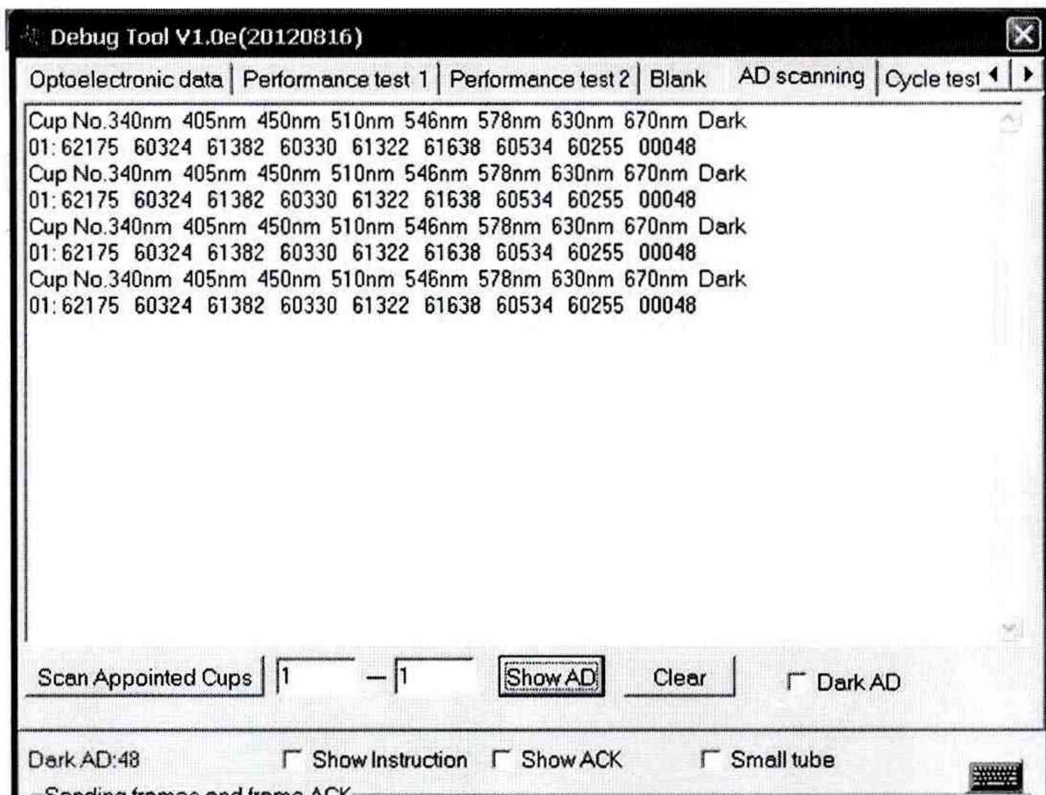 Debug Tool V1.0e(20120816)
Optoelectronic data Performance test 1 Performance test 2 Blank AD scanning Cycle test
Cup No.340nm 405nm 450nm 510nm 546nm 578nm 630nm 670nm Dark
01:62175 60324 61382 60330 61322 61638 60534 60255 00048
Cup No.340nm 405nm 450nm 510nm 546nm 578nm 630nm 670nm Dark
01:62175 60324 61382 60330 61322 61638 60534 60255 00048
Cup No.340nm 405nm 450nm 510nm 546nm 578nm 630nm 670nm Dark
01:62175 60324 61382 60330 61322 61638 60534 60255 00048
Cup No.340nm 405nm 450nm 510nm 546nm 578nm 630nm 670nm Dark
01:62175 60324 61382 60330 61322 61638 60534 60255 00048
Scan Appointed Cups 1 — 1 Show AD Clear Dark AD
Dark AD:48 Show Instruction Show ACK Small tube
Sending frames and frame ACK